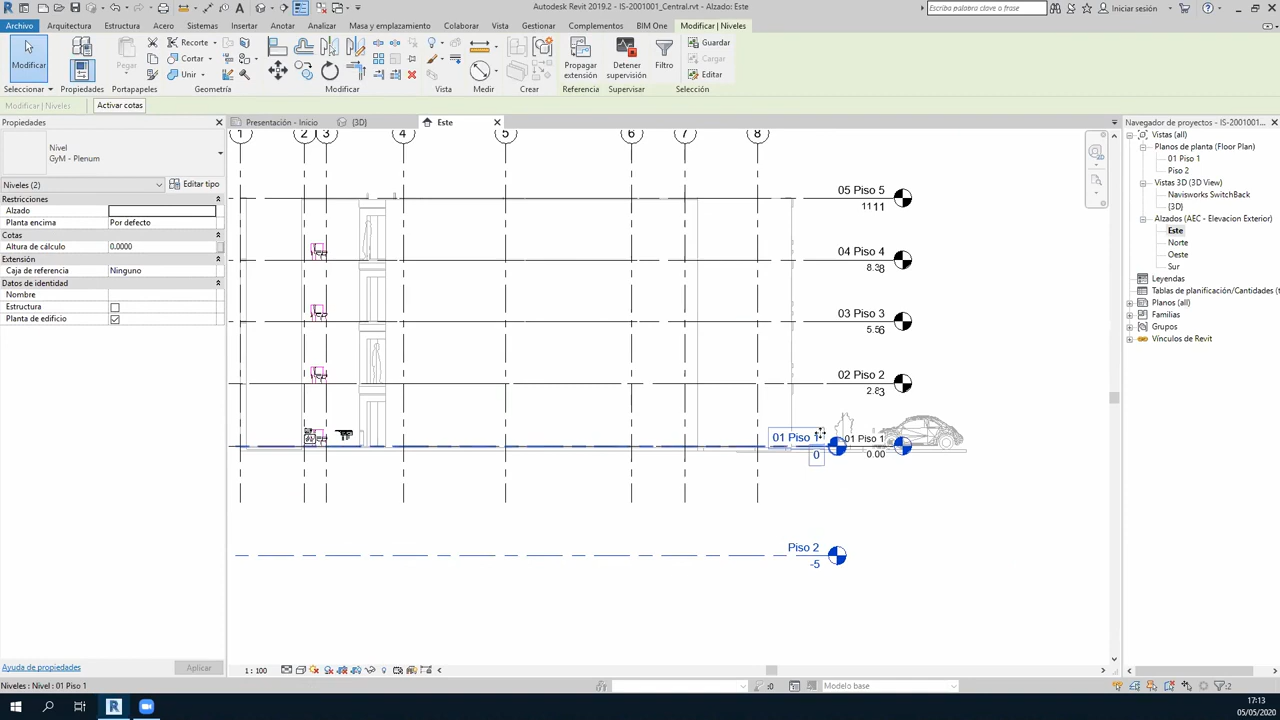 Autodesk Revit 2019.2 - IS-2001001_Central.rvt - Alzado: Este
Escriba palabra clave o frase
Iniciar sesión
Archivo Arquitectura Estructura Acero Sistemas Insertar Anotar Analizar Masa y emplazamiento Colaborar Vista Gestionar Complementos BIM One Modificar | Niveles
Modificar
Pegar
Recorte
Cortar
Unir
Propagar extensión
Detener supervisión
Filtro
Guardar
Cargar
Editar
Seleccionar Propiedades Portapapeles Geometría Modificar Vista Medir Crear Referencia Supervisar Selección
Modificar | Niveles Activar cotas
Propiedades
Presentación - Inicio {3D} Este
Navegador de proyectos - IS-2001001...
Nivel
GyM - Plenum
Niveles (2) Editar tipo
Restricciones
Alzado
Planta encima Por defecto
Cotas
Altura de cálculo 0.0000
Extensión
Caja de referencia Ninguno
Datos de identidad
Nombre
Estructura
Planta de edificio
Ayuda de propiedades Aplicar
1 2 3 4 5 6 7 8
05 Piso 5
04 Piso 4
03 Piso 3
02 Piso 2
01 Piso 1
0
01 Piso 1
0.00
Piso 2
-5
Vistas (all)
Planos de planta (Floor Plan)
01 Piso 1
Piso 2
Vistas 3D (3D View)
Navisworks SwitchBack
{3D}
Alzados (AEC - Elevacion Exterior)
Este
Norte
Oeste
Sur
Leyendas
Tablas de planificación/Cantidades (t
Planos (all)
Familias
Grupos
Vínculos de Revit
1 : 100
Niveles : Nivel : 01 Piso 1
:0
Modelo base
:2
17:13
05/05/2020